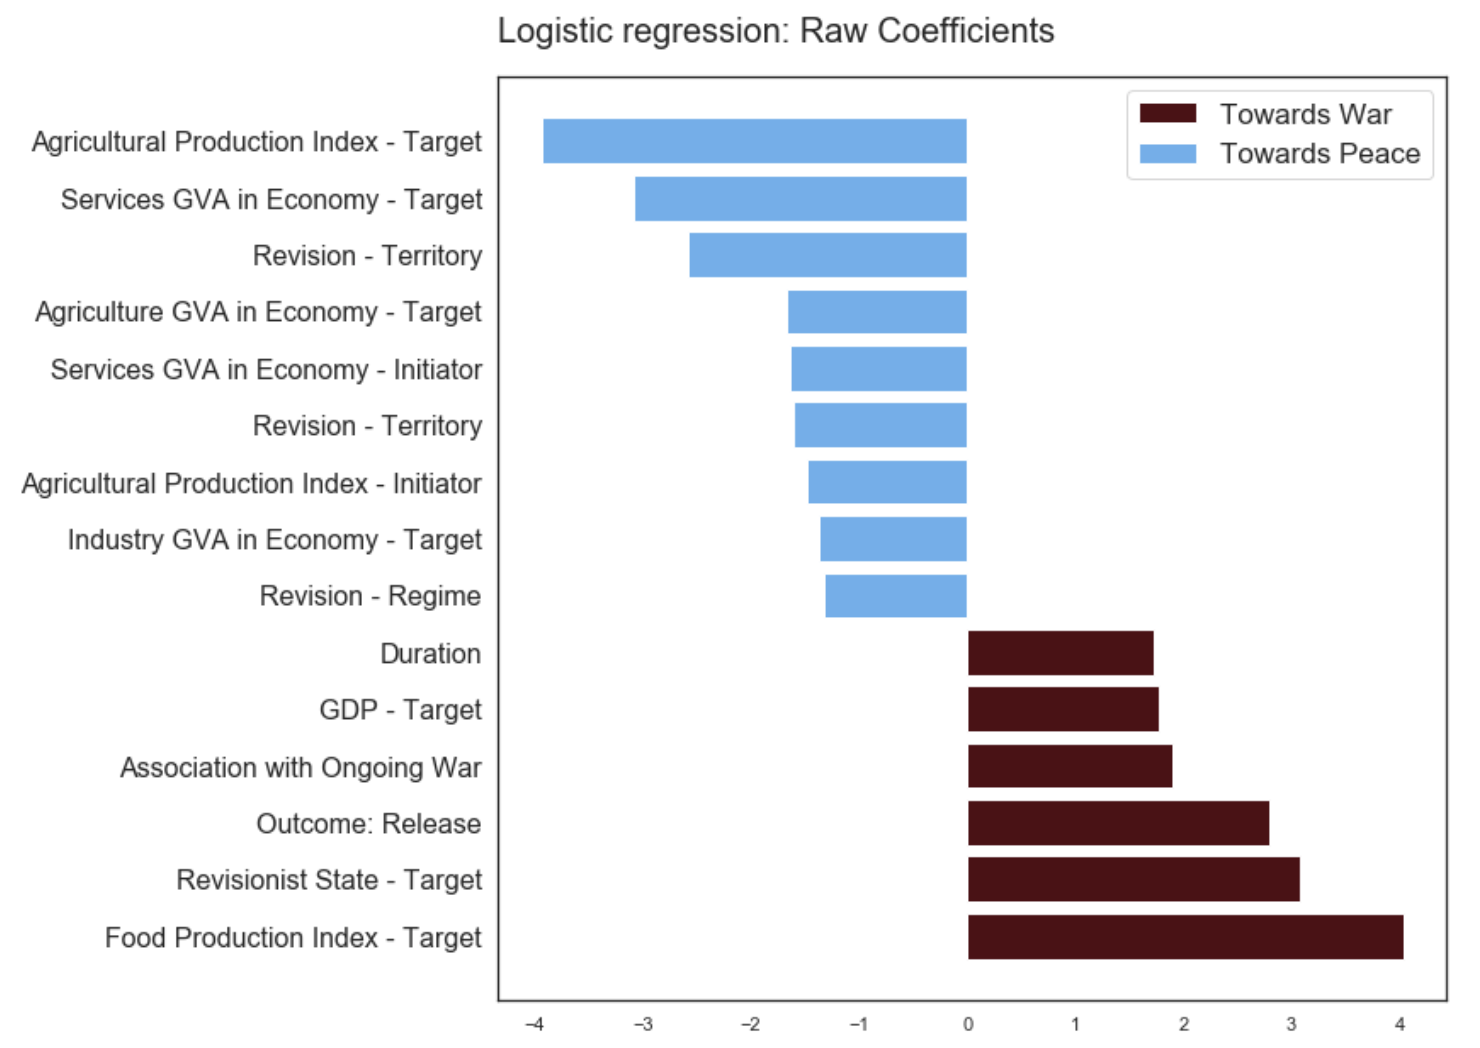 Logistic regression: Raw Coefficients
Towards War
Towards Peace
Agricultural Production Index - Target
Services GVA in Economy - Target
Revision - Territory
Agriculture GVA in Economy - Target
Services GVA in Economy - Initiator
Revision - Territory
Agricultural Production Index - Initiator
Industry GVA in Economy - Target
Revision - Regime
Duration
GDP - Target
Association with Ongoing War
Outcome: Release
Revisionist State - Target
Food Production Index - Target
−4 −3 −2 −1 0 1 2 3 4